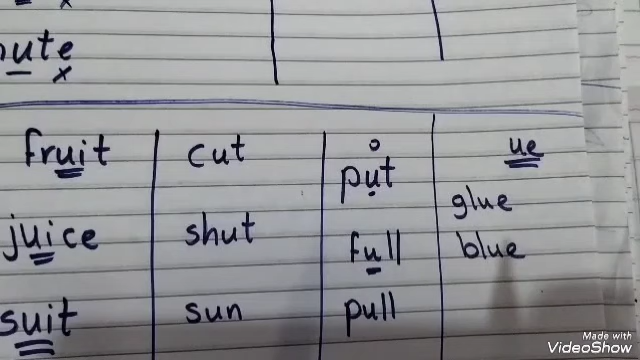 ute
x
fruit cut put ue
glue
juice shut full blue
suit sun pull
Made with
VideoShow